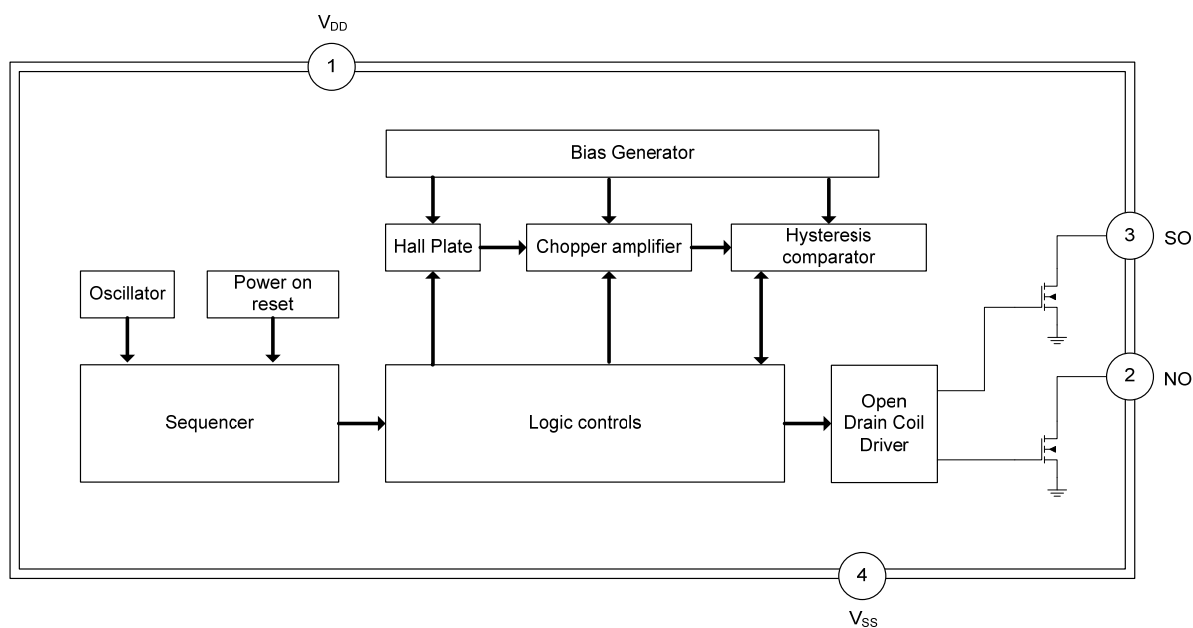 VDD
1
Bias Generator
Hall Plate
Chopper amplifier
Hysteresis
comparator
3
SO
Oscillator
Power on
reset
2
NO
Sequencer
Logic controls
Open
Drain Coil
Driver
4
VSS